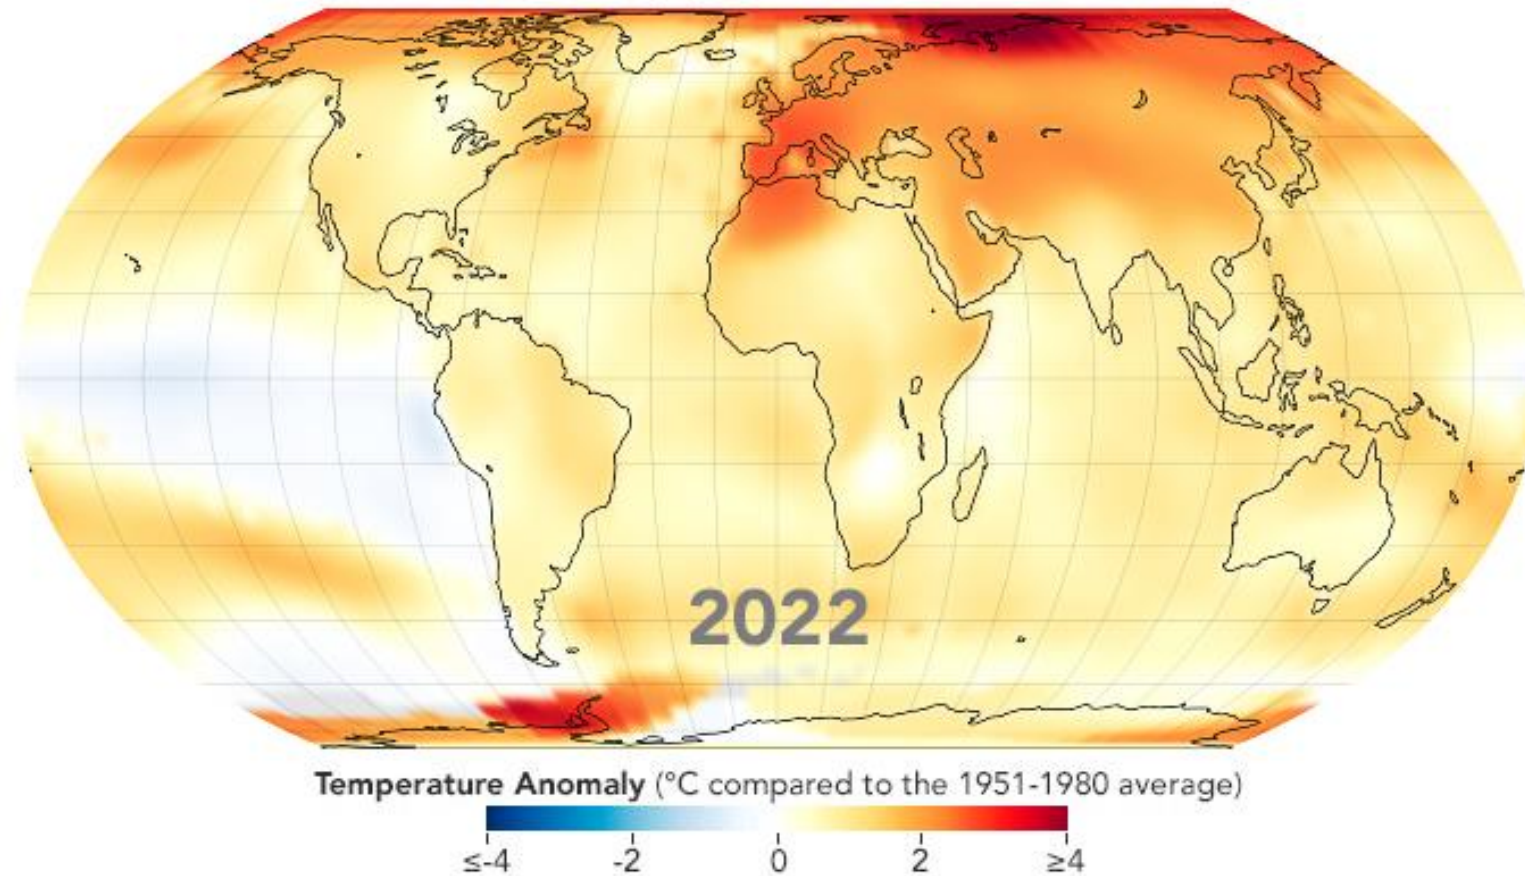 2022
Temperature Anomaly (°C compared to the 1951-1980 average)
≤-4 -2 0 2 ≥4